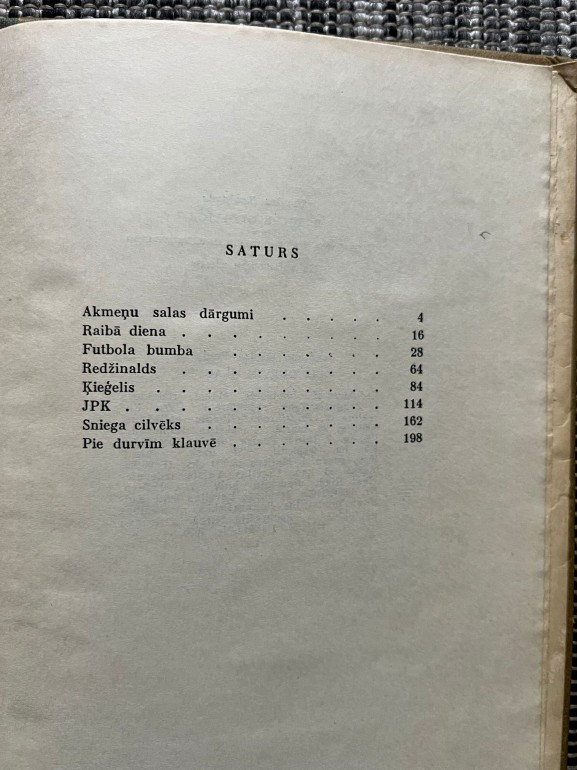 SATURS
Akmeņu salas dārgumi . . . . . 4
Raibā diena . . . . . . . . . 16
Futbola bumba . . . . . . 28
Redžinalds . . . . . . . . . 64
Ķieģelis . . . . . . . . . 84
JPK . . . . . . . . . . 114
Sniega cilvēks . . . . . . . 162
Pie durvīm klauvē . . . . . . 198